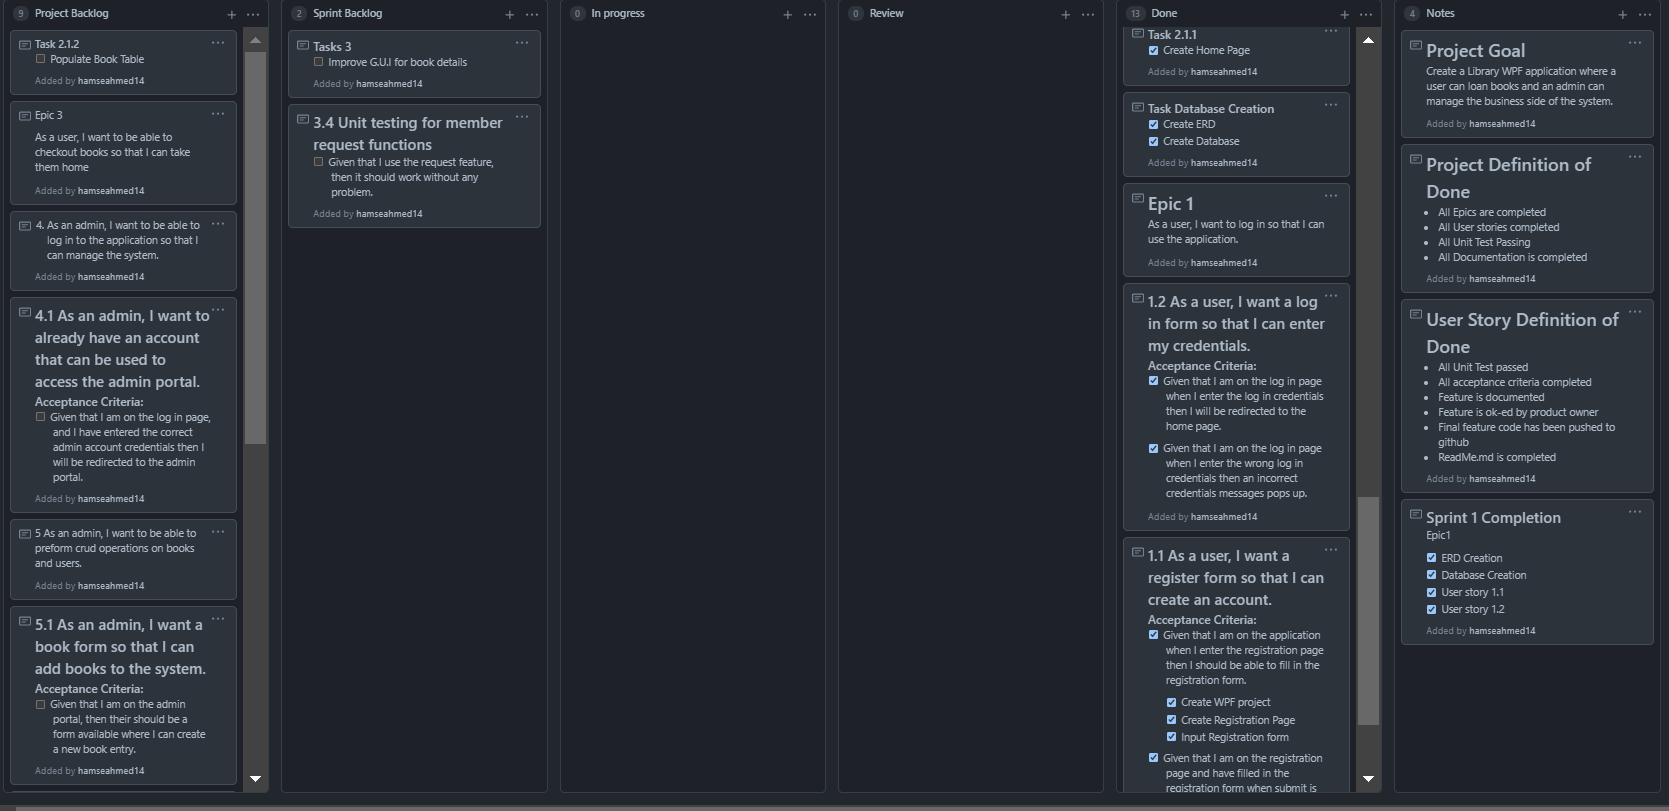 9 Project Backlog
Task 2.1.2
Populate Book Table
Added by hamseahmed14
Epic 3
As a user, I want to be able to
checkout books so that I can take
them home
Added by hamseahmed14
4. As an admin, I want to be able to
log in to the application so that I
can manage the system.
Added by hamseahmed14
4.1 As an admin, I want to
already have an account
that can be used to
access the admin portal.
Acceptance Criteria:
Given that I am on the log in page,
and I have entered the correct
admin account credentials then I
will be redirected to the admin
portal.
Added by hamseahmed14
5 As an admin, I want to be able to
preform crud operations on books
and users.
Added by hamseahmed14
5.1 As an admin, I want a
book form so that I can
add books to the system.
Acceptance Criteria:
Given that I am on the admin
portal, then their should be a
form available where I can create
a new book entry.
Added by hamseahmed14
2 Sprint Backlog
Tasks 3
Improve G.U.I for book details
Added by hamseahmed14
3.4 Unit testing for member
request functions
Given that I use the request feature,
then it should work without any
problem.
Added by hamseahmed14
0 In progress
0 Review
13 Done
Task 2.1.1
Create Home Page
Added by hamseahmed14
Task Database Creation
Create ERD
Create Database
Added by hamseahmed14
Epic 1
As a user, I want to log in so that I can
use the application.
Added by hamseahmed14
1.2 As a user, I want a log
in form so that I can enter
my credentials.
Acceptance Criteria:
Given that I am on the log in page
when I enter the log in credentials
then I will be redirected to the
home page.
Given that I am on the log in page
when I enter the wrong log in
credentials then an incorrect
credentials messages pops up.
Added by hamseahmed14
1.1 As a user, I want a
register form so that I can
create an account.
Acceptance Criteria:
Given that I am on the application
when I enter the registration page
then I should be able to fill in the
registration form.
Create WPF project
Create Registration Page
Input Registration form
Given that I am on the registration
page and have filled in the
registration form when submit is
4 Notes
Project Goal
Create a Library WPF application where a
user can loan books and an admin can
manage the business side of the system.
Added by hamseahmed14
Project Definition of
Done
All Epics are completed
All User stories completed
All Unit Test Passing
All Documentation is completed
Added by hamseahmed14
User Story Definition of
Done
All Unit Test passed
All acceptance criteria completed
Feature is documented
Feature is ok-ed by product owner
Final feature code has been pushed to
github
ReadMe.md is completed
Added by hamseahmed14
Sprint 1 Completion
Epic1
ERD Creation
Database Creation
User story 1.1
User story 1.2
Added by hamseahmed14